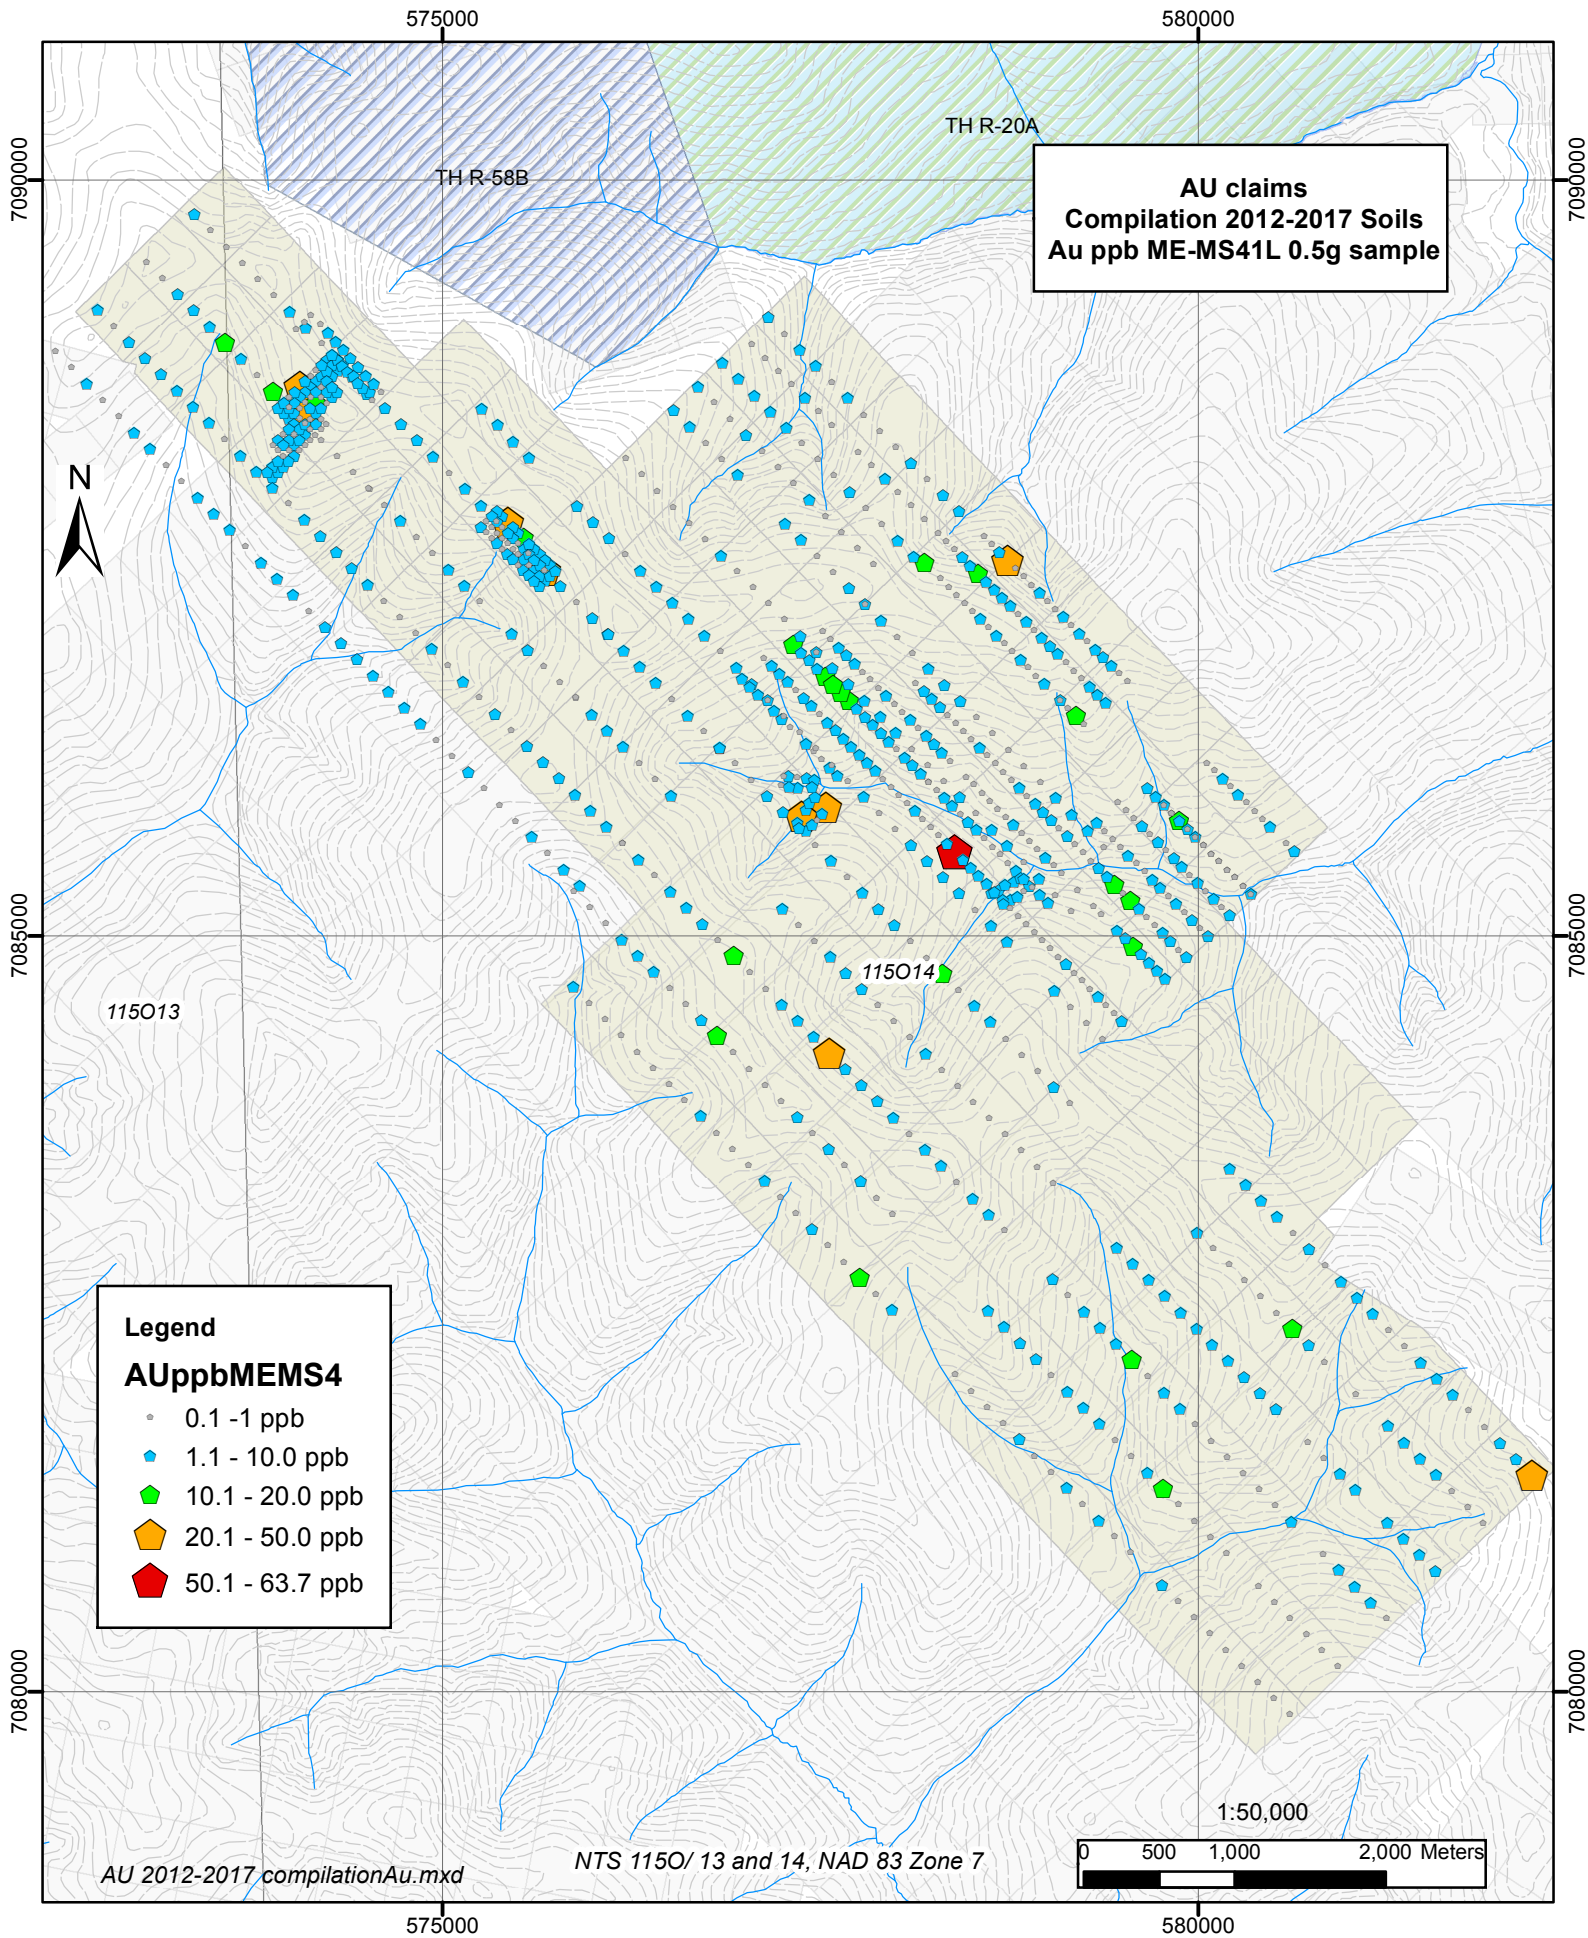 575000
580000
TH R-20A
TH R-58B
7090000
7090000
AU claims
Compilation 2012-2017 Soils
Au ppb ME-MS41L 0.5g sample
N
7085000
7085000
115O14
115O13
Legend
AUppbMEMS4
0.1 -1 ppb
1.1 - 10.0 ppb
10.1 - 20.0 ppb
20.1 - 50.0 ppb
50.1 - 63.7 ppb
7080000
7080000
1:50,000
0 500 1,000 2,000 Meters
NTS 115O/ 13 and 14, NAD 83 Zone 7
AU 2012-2017 compilationAu.mxd
575000
580000